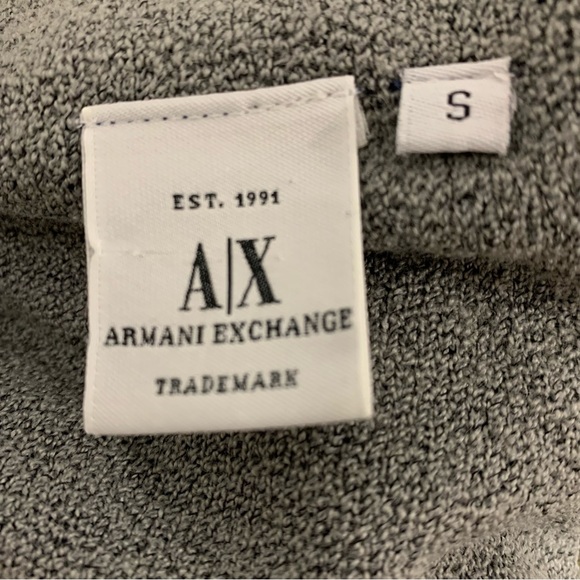 S
EST. 1991
A|X
ARMANI EXCHANGE
TRADEMARK